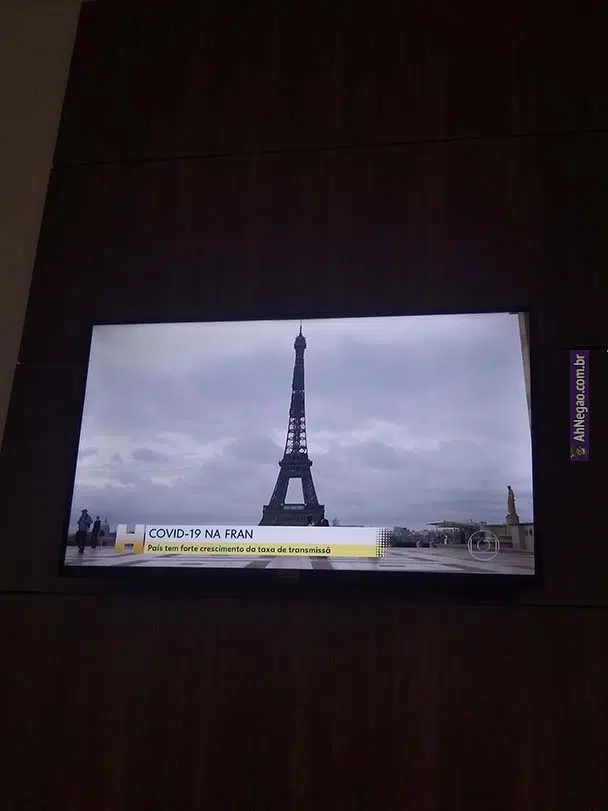 COVID-19 NA FRAN
País tem forte crescimento da taxa de transmissã
AhNegao.com.br